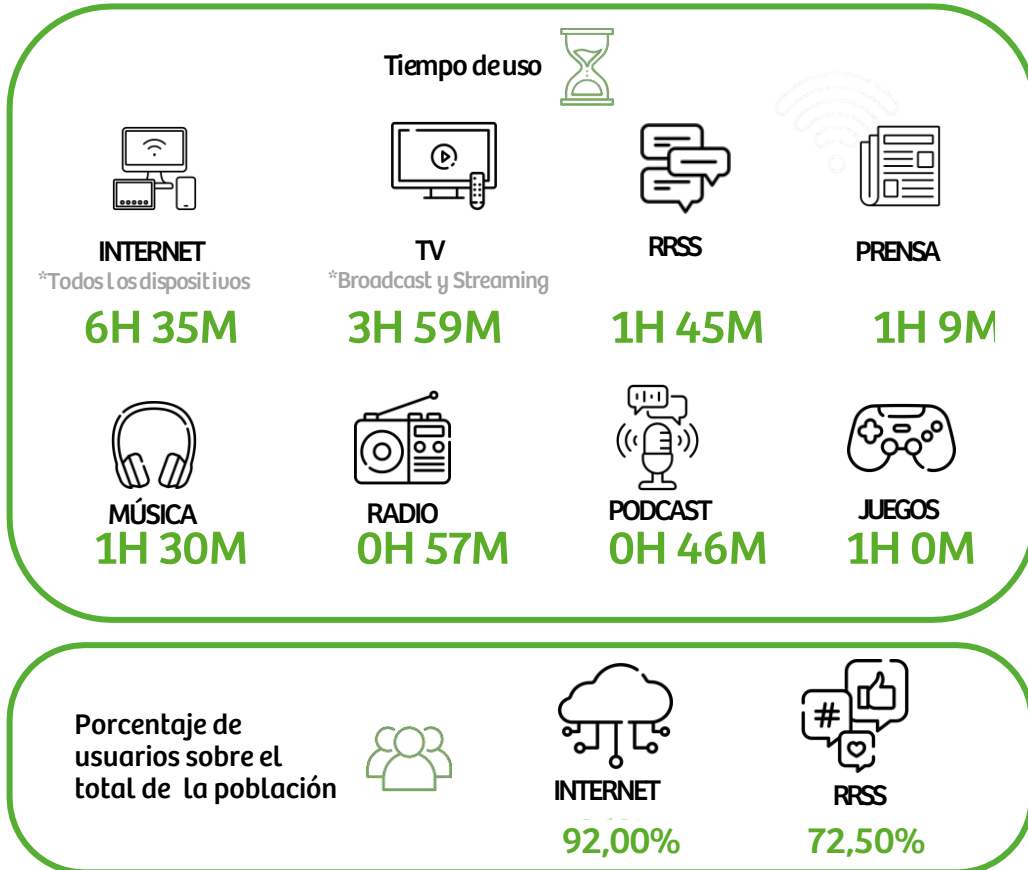 Tiempo de uso
INTERNET
*Todos los dispositivos
6H 35M
TV
*Broadcast y Streaming
3H 59M
RRSS
1H 45M
PRENSA
1H 9M
MÚSICA
1H 30M
RADIO
0H 57M
PODCAST
0H 46M
JUEGOS
1H 0M
Porcentaje de
usuarios sobre el
total de la población
INTERNET
92,00%
#
RRSS
72,50%